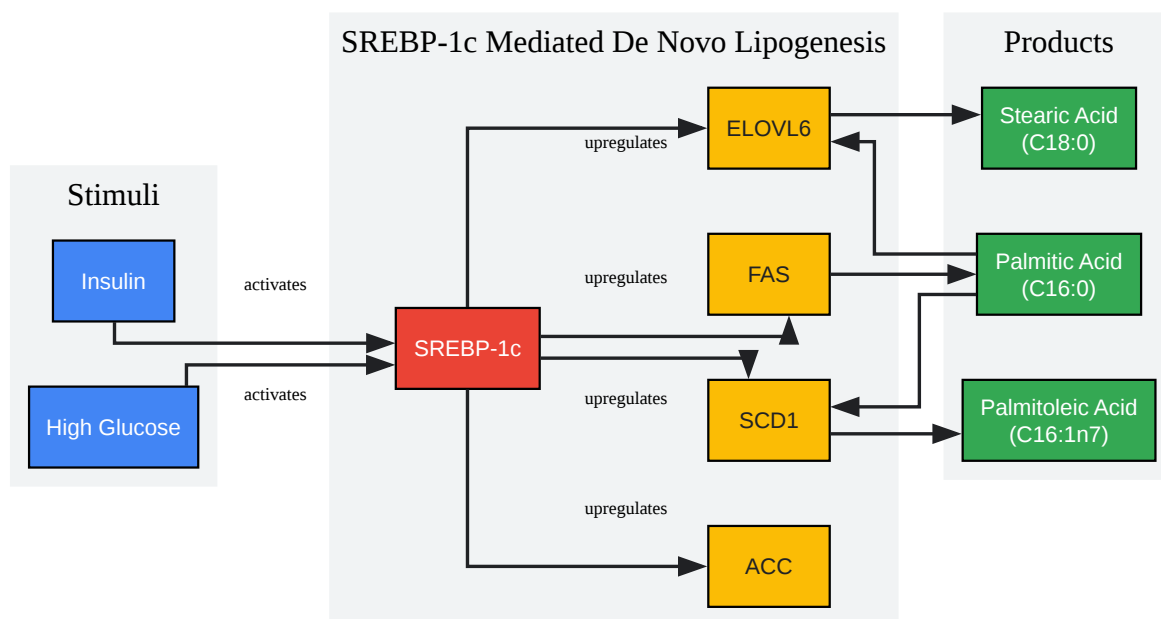 SREBP-1c Mediated De Novo Lipogenesis
Products
Stimuli
Insulin
High Glucose
activates
activates
SREBP-1c
upregulates
upregulates
upregulates
upregulates
ELOVL6
FAS
SCD1
ACC
Stearic Acid
(C18:0)
Palmitic Acid
(C16:0)
Palmitoleic Acid
(C16:1n7)